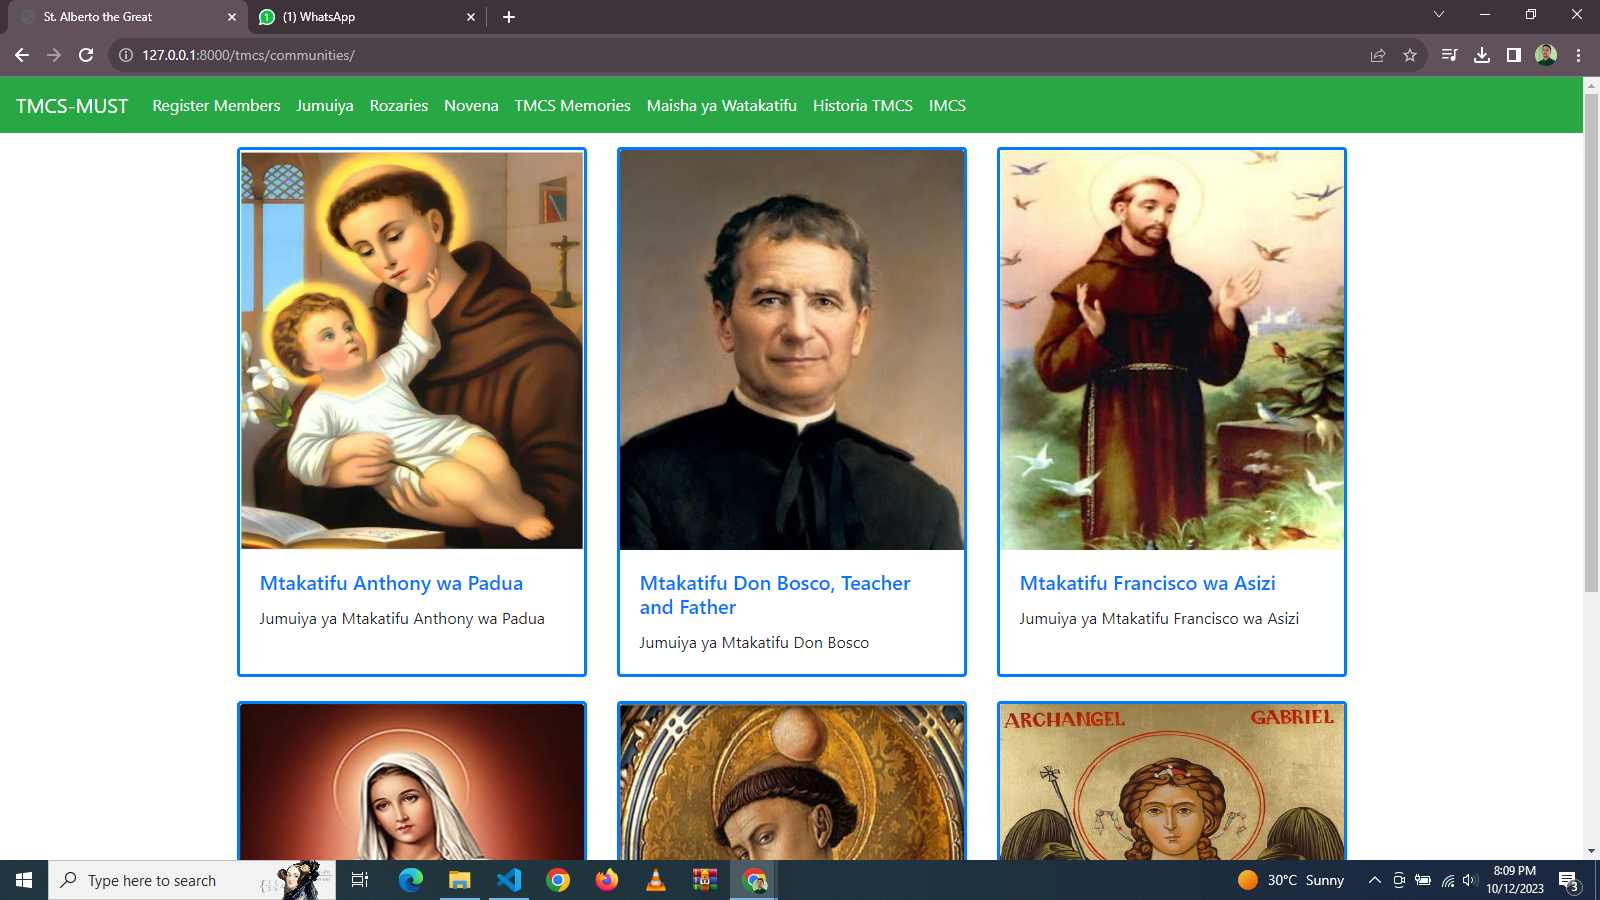 St. Alberto the Great
(1) WhatsApp
127.0.0.1:8000/tmcs/communities/
TMCS-MUST Register Members Jumuiya Rozaries Novena TMCS Memories Maisha ya Watakatifu Historia TMCS IMCS
Mtakatifu Anthony wa Padua
Jumuiya ya Mtakatifu Anthony wa Padua
Mtakatifu Don Bosco, Teacher
and Father
Jumuiya ya Mtakatifu Don Bosco
Mtakatifu Francisco wa Asizi
Jumuiya ya Mtakatifu Francisco wa Asizi
ARCHANGEL GABRIEL
Type here to search
30°C Sunny
8:09 PM
10/12/2023
3